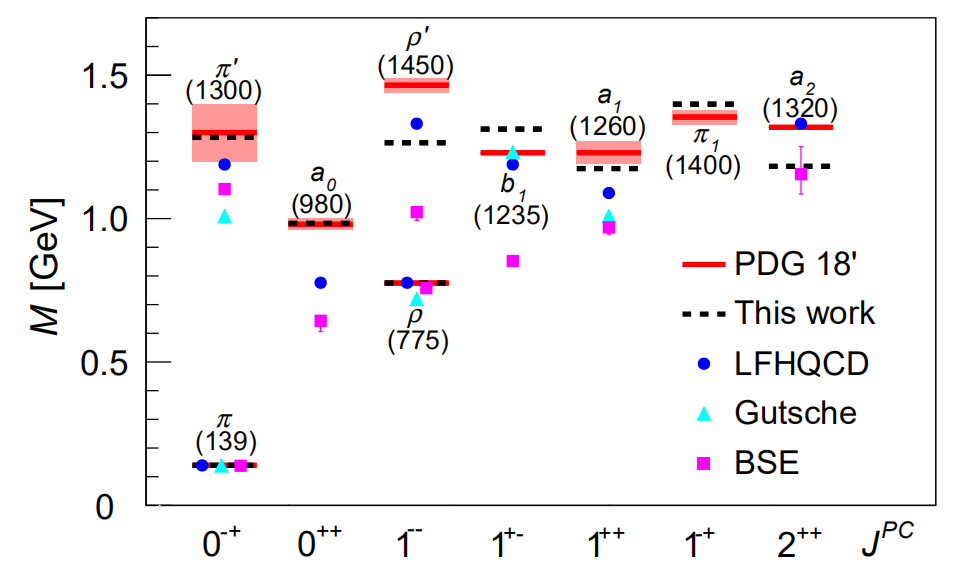 M [GeV]
1.5
1.0
0.5
0
π'
(1300)
π
(139)
a0
(980)
ρ'
(1450)
ρ
(775)
b1
(1235)
a1
(1260)
π1
(1400)
a2
(1320)
PDG 18'
This work
LFHQCD
Gutsche
BSE
0-+ 0++ 1-- 1+- 1++ 1-+ 2++ JPC